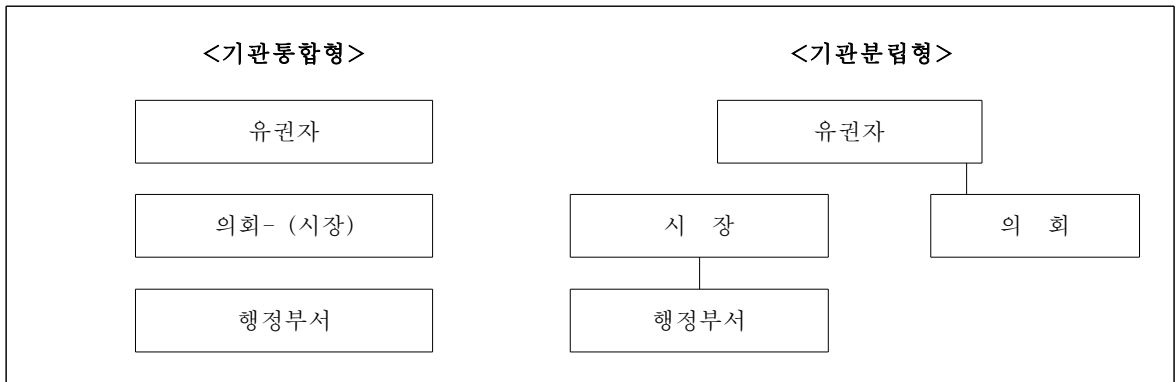 <기관통합형>
유권자
의회- (시장)
행정부서
<기관분립형>
유권자
시 장
의 회
행정부서